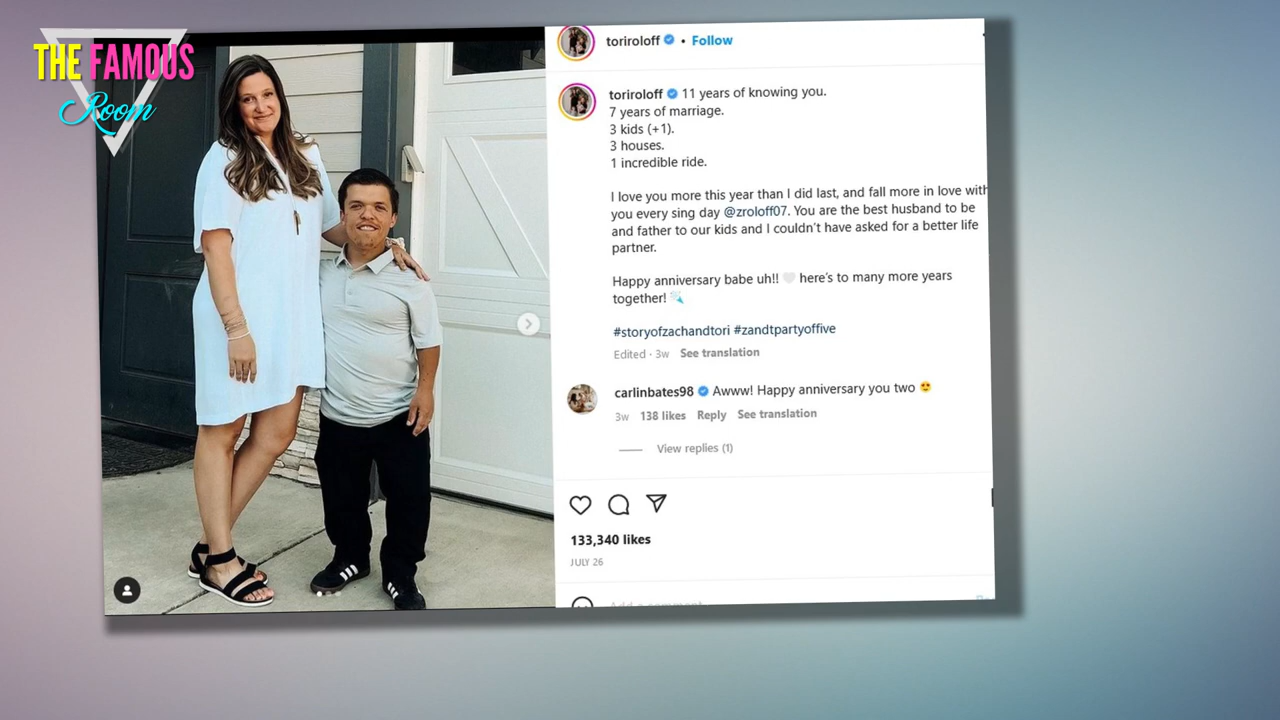 THE FAMOUS
Room
toriroloff • Follow
toriroloff 11 years of knowing you.
7 years of marriage.
3 kids (+1).
3 houses.
1 incredible ride.
I love you more this year than I did last, and fall more in love with
you every sing day @zroloff07. You are the best husband to be
and father to our kids and I couldn't have asked for a better life
partner.
Happy anniversary babe uh!! 🤍 here's to many more years
together! 🍾
#storyofzachandtori #zandtpartyoffive
Edited · 3w See translation
carlinbates98 Awww! Happy anniversary you two 😍
3w 138 likes Reply See translation
View replies (1)
133,340 likes
JULY 26
Add a comment